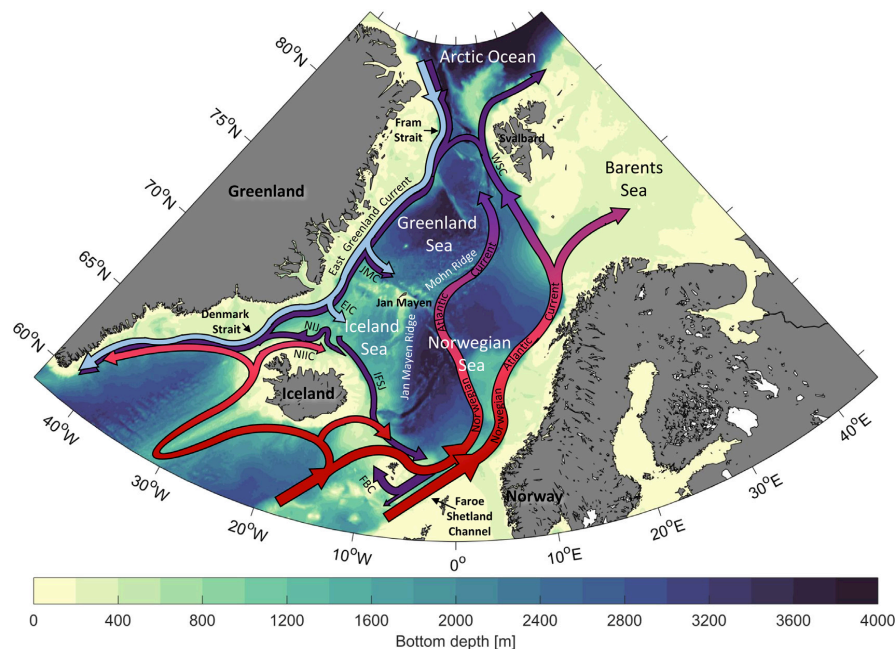 Arctic Ocean
80°N
Fram
Strait
Svalbard
WSC
75°N
Barents
Sea
Greenland
70°N
East Greenland Current
Greenland
Sea
JMC
Mohn Ridge
Atlantic
Current
65°N
Jan Mayen
EIC
Denmark
Strait
NIJ
Iceland
Sea
Atlantic
Current
60°N
NIIC
Jan Mayen Ridge
Norwegian
Sea
IFSJ
Iceland
Norwegian
Norwegian
40°W
40°E
30°W
FBC
Norway
30°E
Faroe
Shetland
Channel
20°W
20°E
10°W
0°
10°E
0
400
800
1200
1600
2000
2400
2800
3200
3600
4000
Bottom depth [m]